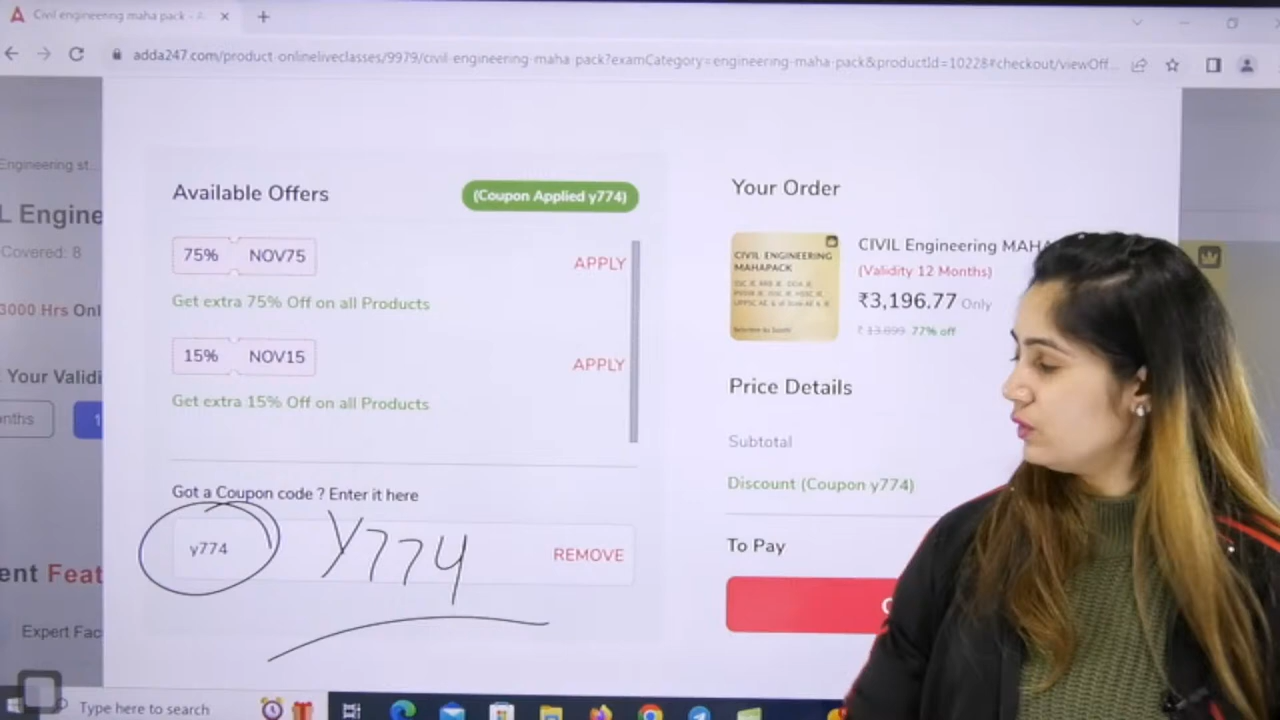 Civil engineering maha pack -
adda247.com/product-onlineliveclasses/9979/civil-engineering-maha-pack?examCategory=engineering-maha-pack&productId=10228#checkout/viewOff...
Engineering st...
L Engine
Covered: 8
3000 Hrs Onl
Your Validi
nths
1
ent Feat
Expert Fac
Available Offers
(Coupon Applied y774)
75% NOV75
APPLY
Get extra 75% Off on all Products
15% NOV15
APPLY
Get extra 15% Off on all Products
Got a Coupon code ? Enter it here
y774
Y774
REMOVE
Your Order
CIVIL ENGINEERING
MAHAPACK
CIVIL Engineering MAH
(Validity 12 Months)
₹3,196.77 Only
₹ 13,899 77% off
Price Details
Subtotal
Discount (Coupon y774)
To Pay
Type here to search